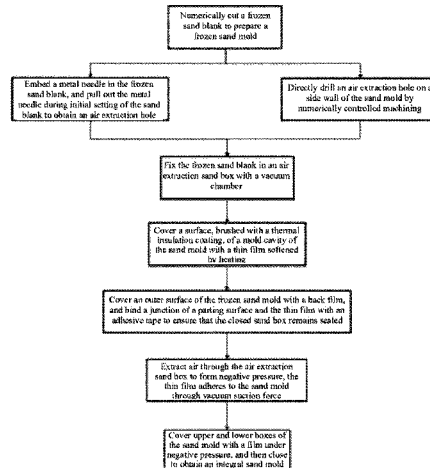 Numerically cut a frozen
sand blank to prepare a
frozen sand mold
Embed a metal needle in the frozen
sand blank, and pull out the metal
needle during initial setting of the sand
blank to obtain an air extraction hole
Directly drill an air extraction hole on a
side wall of the sand mold by
numerically controlled machining
Fix the frozen sand blank in an air
extraction sand box with a vacuum
chamber
Cover a surface, brushed with a thermal
insulation coating, of a mold cavity of
the sand mold with a thin film softened
by heating
Cover an outer surface of the frozen sand mold with a back film,
and bind a junction of a parting surface and the thin film with an
adhesive tape to ensure that the closed sand box remains sealed
Extract air through the air extraction
sand box to form negative pressure, the
thin film adheres to the sand mold
through vacuum suction force
Cover upper and lower boxes of
the sand mold with a film under
negative pressure, and then close
to obtain an integral sand mold